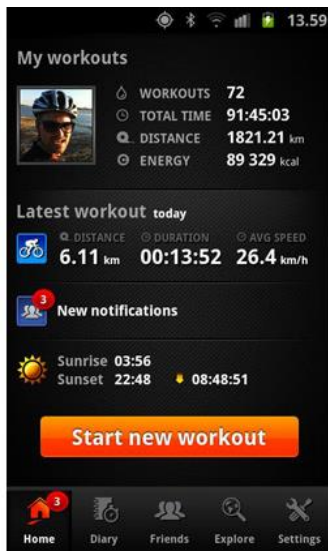 13.59
My workouts
WORKOUTS 72
TOTAL TIME 91:45:03
DISTANCE 1821.21 km
ENERGY 89 329 kcal
Latest workout today
DISTANCE DURATION AVG SPEED
6.11 km 00:13:52 26.4 km/h
3
New notifications
Sunrise 03:56
Sunset 22:48 08:48:51
Start new workout
3
Home Diary Friends Explore Settings